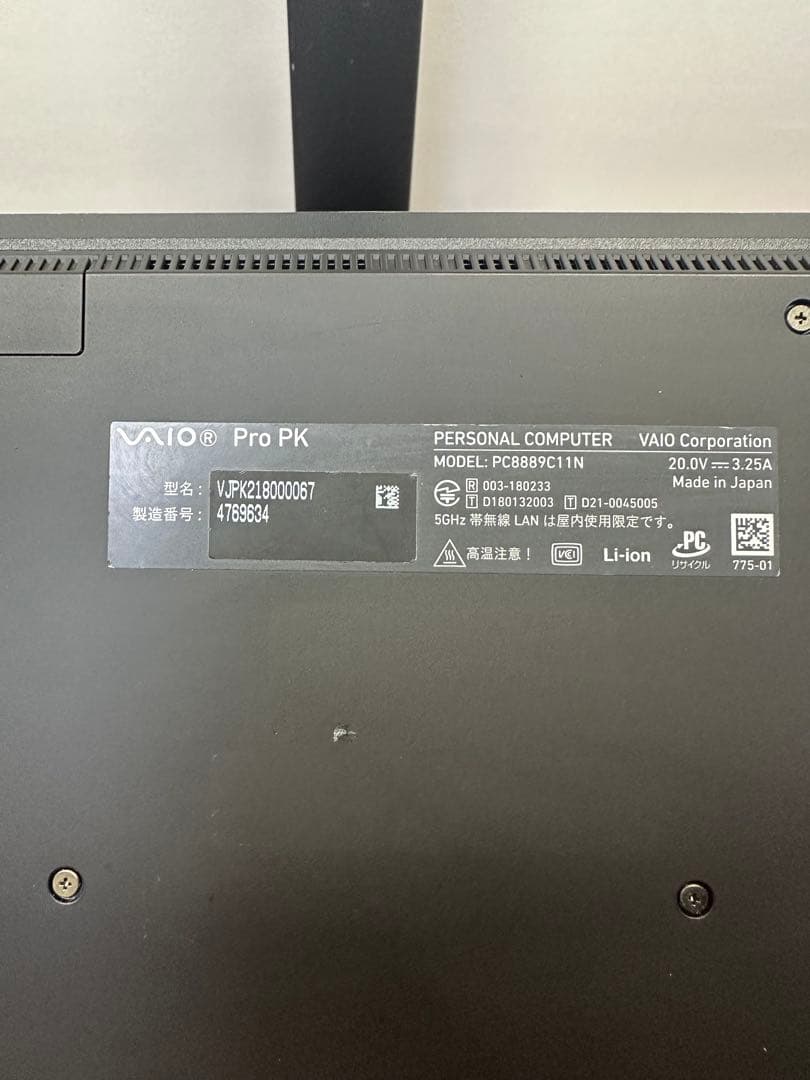 VAIO® Pro PK
型名: VJPK218000067
製造番号: 4769634
PERSONAL COMPUTER VAIO Corporation
MODEL: PC8889C11N 20.0V⎓3.25A
R 003-180233 Made in Japan
T D180132003 T D21-0045005
5GHz 帯無線 LAN は屋内使用限定です。
高温注意! VCCI Li-ion PC
リサイクル 775-01